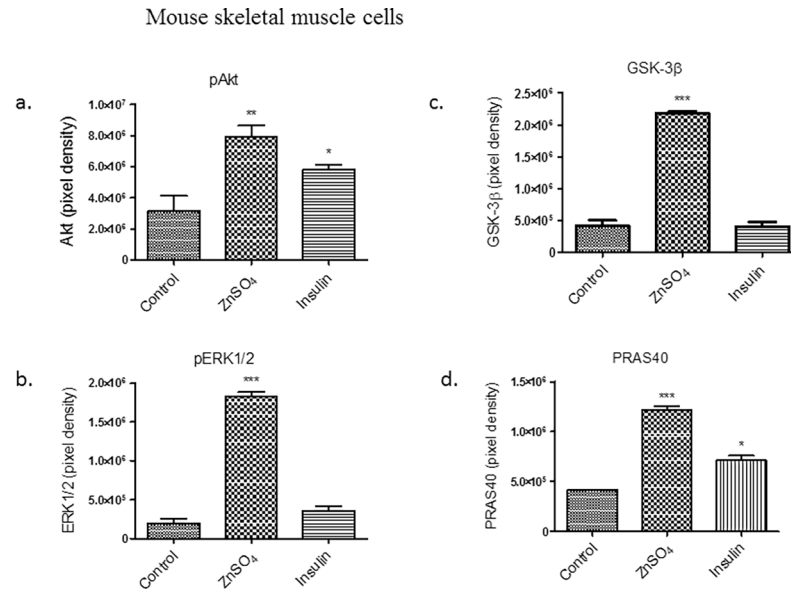 Mouse skeletal muscle cells
a.
pAkt
Akt (pixel density)
1.0×10⁷
8.0×10⁶
6.0×10⁶
4.0×10⁶
2.0×10⁶
0
**
*
Control
ZnSO₄
Insulin
c.
GSK-3β
GSK-3β (pixel density)
2.5×10⁶
2.0×10⁶
1.5×10⁶
1.0×10⁶
5.0×10⁵
0
***
Control
ZnSO₄
Insulin
b.
pERK1/2
ERK1/2 (pixel density)
2.0×10⁶
1.5×10⁶
1.0×10⁶
5.0×10⁵
0
***
Control
ZnSO₄
Insulin
d.
PRAS40
PRAS40 (pixel density)
1.5×10⁶
1.0×10⁶
5.0×10⁵
0
***
*
Control
ZnSO₄
Insulin